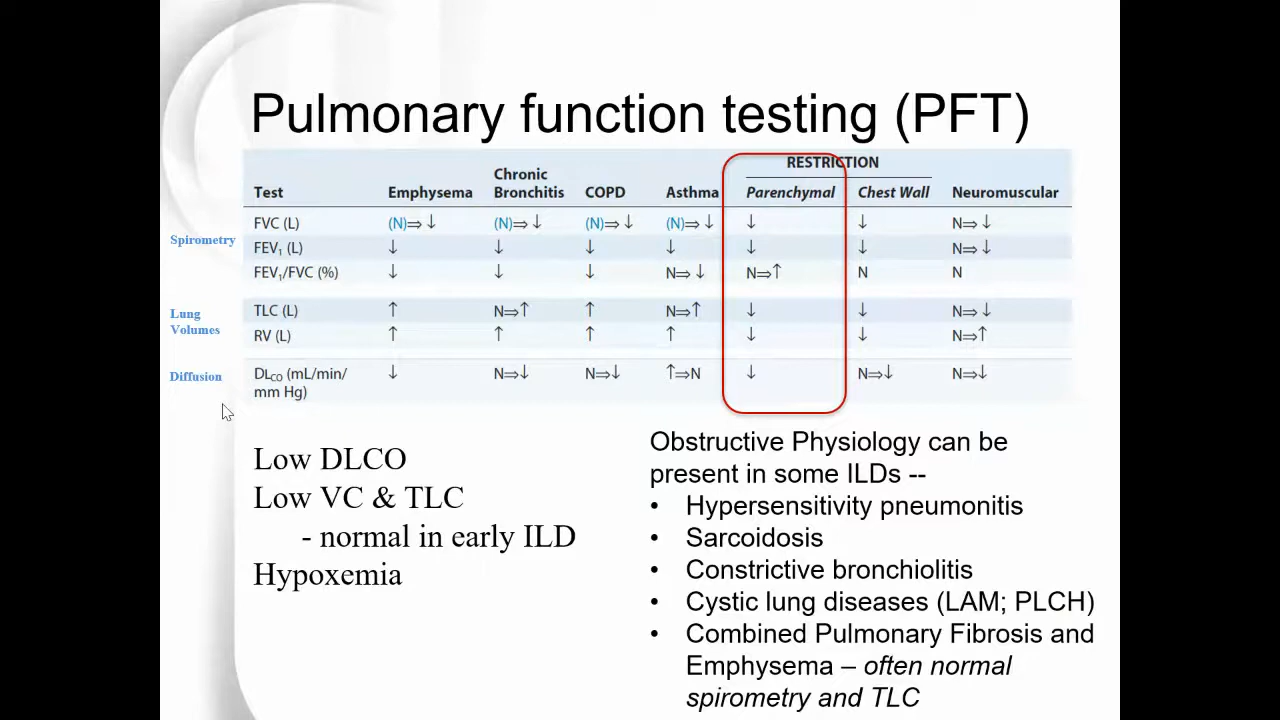 Pulmonary function testing (PFT)
RESTRICTION
Test Emphysema Chronic Bronchitis COPD Asthma Parenchymal Chest Wall Neuromuscular
Spirometry
FVC (L) (N)⇒↓ (N)⇒↓ (N)⇒↓ (N)⇒↓ ↓ ↓ N⇒↓
FEV₁ (L) ↓ ↓ ↓ ↓ ↓ ↓ N⇒↓
FEV₁/FVC (%) ↓ ↓ ↓ N⇒↓ N⇒↑ N N
Lung
Volumes
TLC (L) ↑ N⇒↑ ↑ N⇒↑ ↓ ↓ N⇒↓
RV (L) ↑ ↑ ↑ ↑ ↓ ↓ N⇒↑
Diffusion
DLCO (mL/min/ ↓ N⇒↓ N⇒↓ ↑⇒N ↓ N⇒↓ N⇒↓
mm Hg)
Low DLCO
Low VC & TLC
- normal in early ILD
Hypoxemia
Obstructive Physiology can be
present in some ILDs --
• Hypersensitivity pneumonitis
• Sarcoidosis
• Constrictive bronchiolitis
• Cystic lung diseases (LAM; PLCH)
• Combined Pulmonary Fibrosis and
Emphysema – often normal
spirometry and TLC